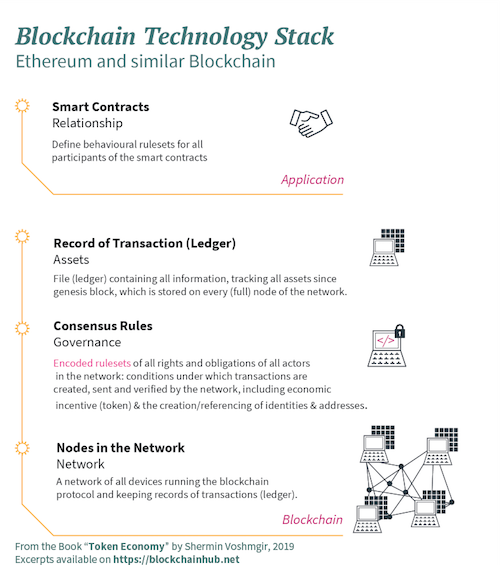 Blockchain Technology Stack
Ethereum and similar Blockchain
Smart Contracts
Relationship
Define behavioural rulesets for all
participants of the smart contracts
Application
Record of Transaction (Ledger)
Assets
File (ledger) containing all information, tracking all assets since
genesis block, which is stored on every (full) node of the network.
Consensus Rules
Governance
</>
Encoded rulesets of all rights and obligations of all actors
in the network: conditions under which transactions are
created, sent and verified by the network, including economic
incentive (token) & the creation/referencing of identities & addresses.
Nodes in the Network
Network
A network of all devices running the blockchain
protocol and keeping records of transactions (ledger).
Blockchain
From the Book “Token Economy” by Shermin Voshmgir, 2019
Excerpts available on https://blockchainhub.net